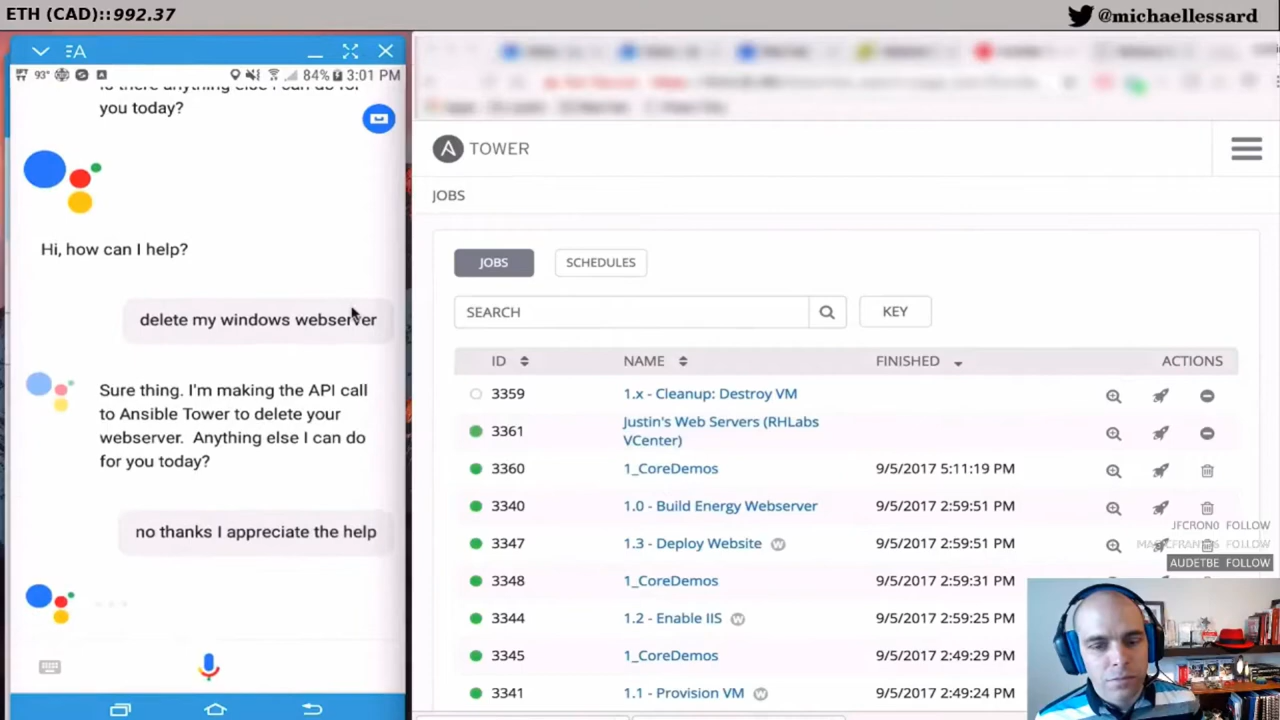 ETH (CAD)::992.37
@michaellessard
93°
84% 3:01 PM
is there anything else I can do for
you today?
Hi, how can I help?
delete my windows webserver
Sure thing. I'm making the API call
to Ansible Tower to delete your
webserver. Anything else I can do
for you today?
no thanks I appreciate the help
TOWER
JOBS
JOBS
SCHEDULES
SEARCH
KEY
ID NAME FINISHED ACTIONS
3359 1.x - Cleanup: Destroy VM
3361 Justin's Web Servers (RHLabs
VCenter)
3360 1_CoreDemos 9/5/2017 5:11:19 PM
3340 1.0 - Build Energy Webserver 9/5/2017 2:59:51 PM
3347 1.3 - Deploy Website W 9/5/2017 2:59:51 PM
3348 1_CoreDemos 9/5/2017 2:59:31 PM
3344 1.2 - Enable IIS W 9/5/2017 2:59:25 PM
3345 1_CoreDemos 9/5/2017 2:49:29 PM
3341 1.1 - Provision VM W 9/5/2017 2:49:24 PM
JFCRON0 FOLLOW
FOLLOW
AUDETBE FOLLOW